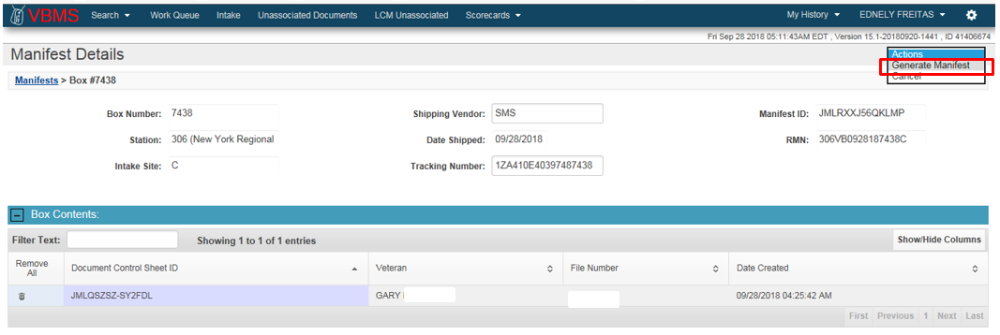 VBMS Search Work Queue Intake Unassociated Documents LCM Unassociated Scorecards My History EDNELY FREITAS
Fri Sep 28 2018 05:11:43AM EDT , Version 15.1-20180920-1441 , ID 41406674
Manifest Details
Actions
Generate Manifest
Cancel
Manifests > Box #7438
Box Number: 7438 Shipping Vendor: SMS Manifest ID: JMLRXXJ56QKLMP
Station: 306 (New York Regional Date Shipped: 09/28/2018 RMN: 306VB0928187438C
Intake Site: C Tracking Number: 1ZA410E40397487438
Box Contents:
Filter Text: Showing 1 to 1 of 1 entries Show/Hide Columns
Remove All Document Control Sheet ID Veteran File Number Date Created
JMLQSZSZ-SY2FDL GARY 09/28/2018 04:25:42 AM
First Previous 1 Next Last